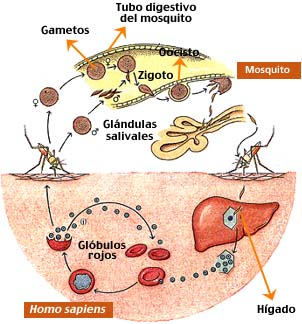 Tubo digestivo
del mosquito
Gametos
Oocisto
Zigoto
Mosquito
♀
♂
♀
♂
Glándulas
salivales
Glóbulos
rojos
Hígado
Homo sapiens